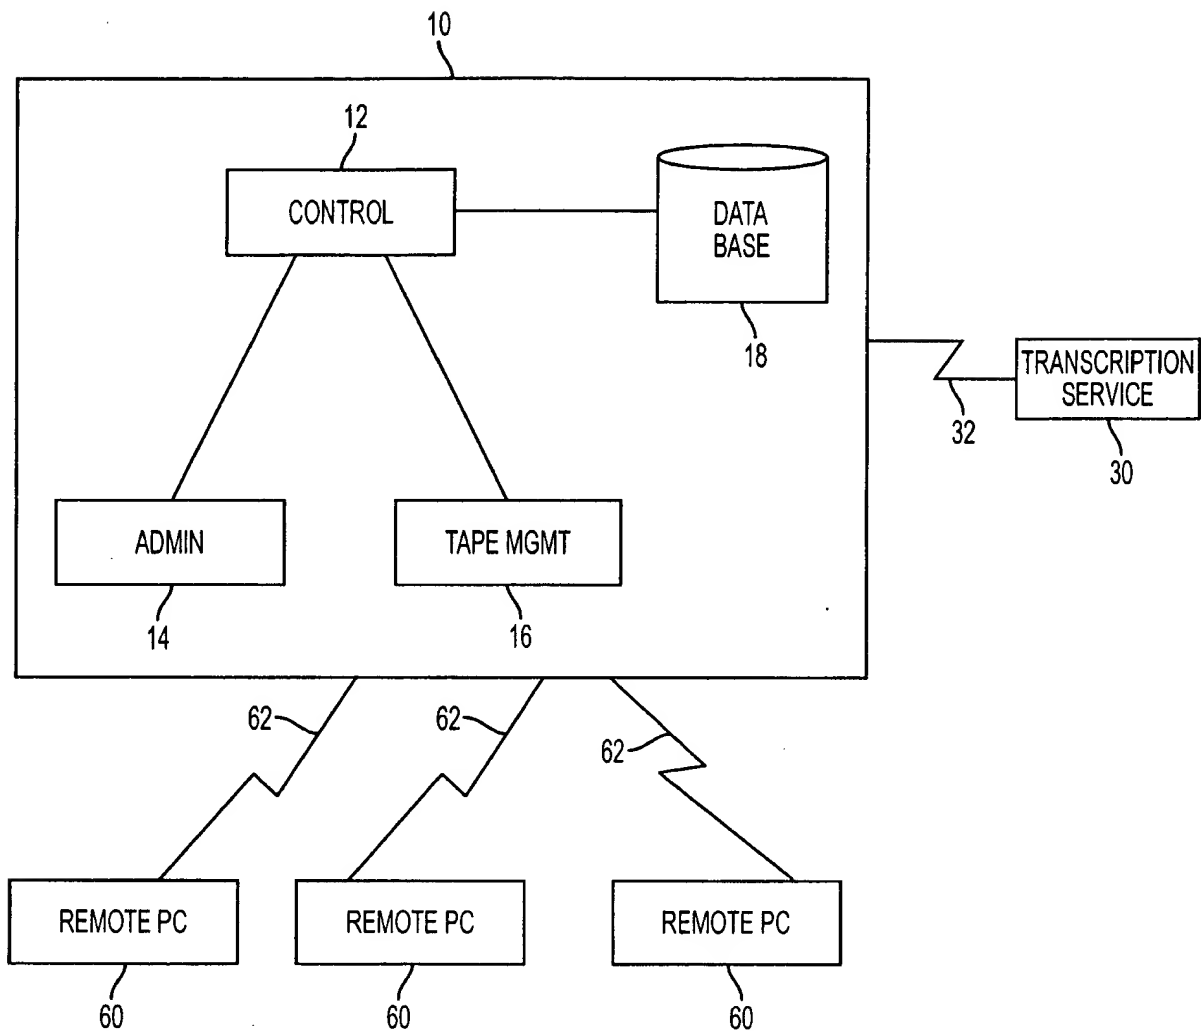 10
12
CONTROL
DATA
BASE
18
TRANSCRIPTION
SERVICE
32
30
ADMIN
TAPE MGMT
14
16
62
62
62
REMOTE PC
REMOTE PC
REMOTE PC
60
60
60